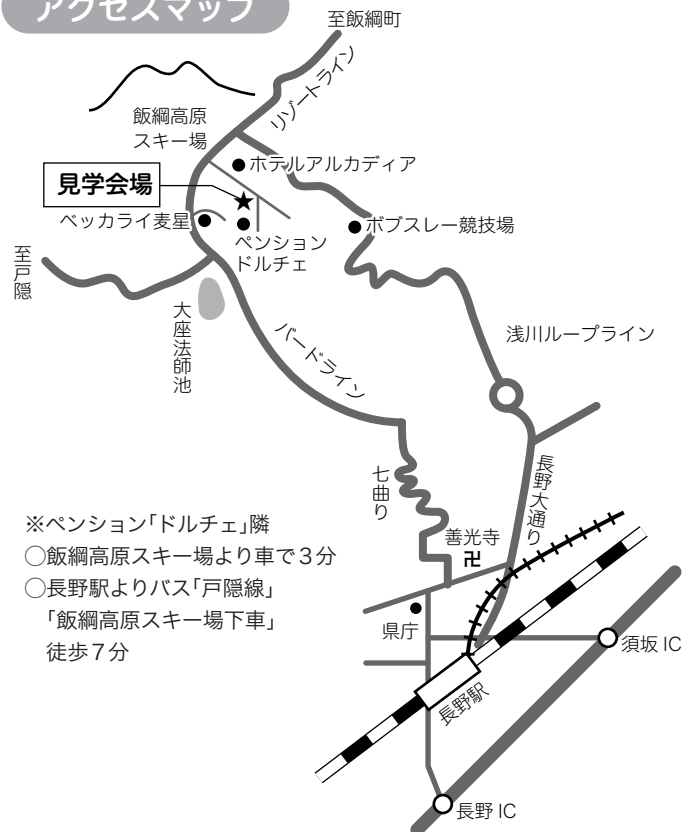 アクセスマップ
至飯綱町
リゾートライン
飯綱高原
スキー場
ホテルアルカディア
見学会場
ベッカライ麦星
ペンション
ドルチェ
ボブスレー競技場
至戸隠
大座法師池
バードライン
浅川ループライン
七曲り
長野大通り
善光寺
卍
県庁
須坂 IC
長野駅
長野 IC
※ペンション「ドルチェ」隣
○飯綱高原スキー場より車で3分
○長野駅よりバス「戸隠線」
「飯綱高原スキー場下車」
徒歩7分